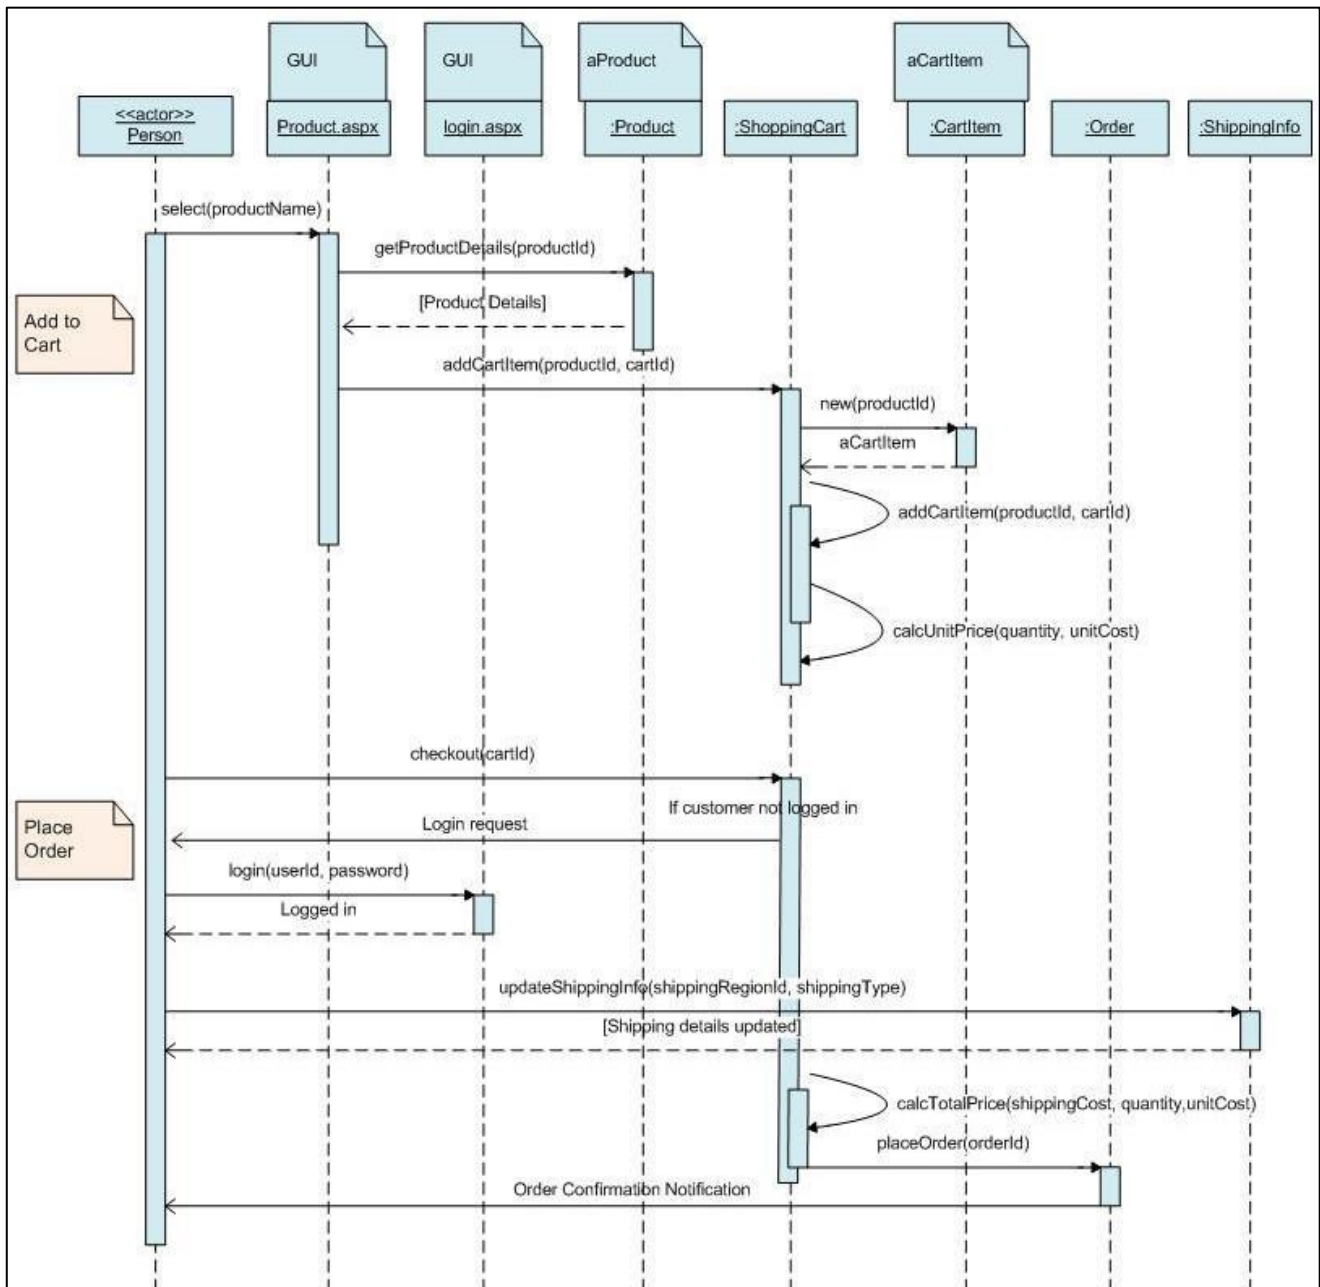 GUI
GUI
aProduct
aCartItem
<<actor>>
Person
Product.aspx
login.aspx
:Product
:ShoppingCart
:CartItem
:Order
:ShippingInfo
select(productName)
getProductDetails(productId)
[Product Details]
Add to
Cart
addCartItem(productId, cartId)
new(productId)
aCartItem
addCartItem(productId, cartId)
calcUnitPrice(quantity, unitCost)
checkout(cartId)
If customer not logged in
Place
Order
Login request
login(userId, password)
Logged in
updateShippingInfo(shippingRegionId, shippingType)
[Shipping details updated]
calcTotalPrice(shippingCost, quantity,unitCost)
placeOrder(orderId)
Order Confirmation Notification